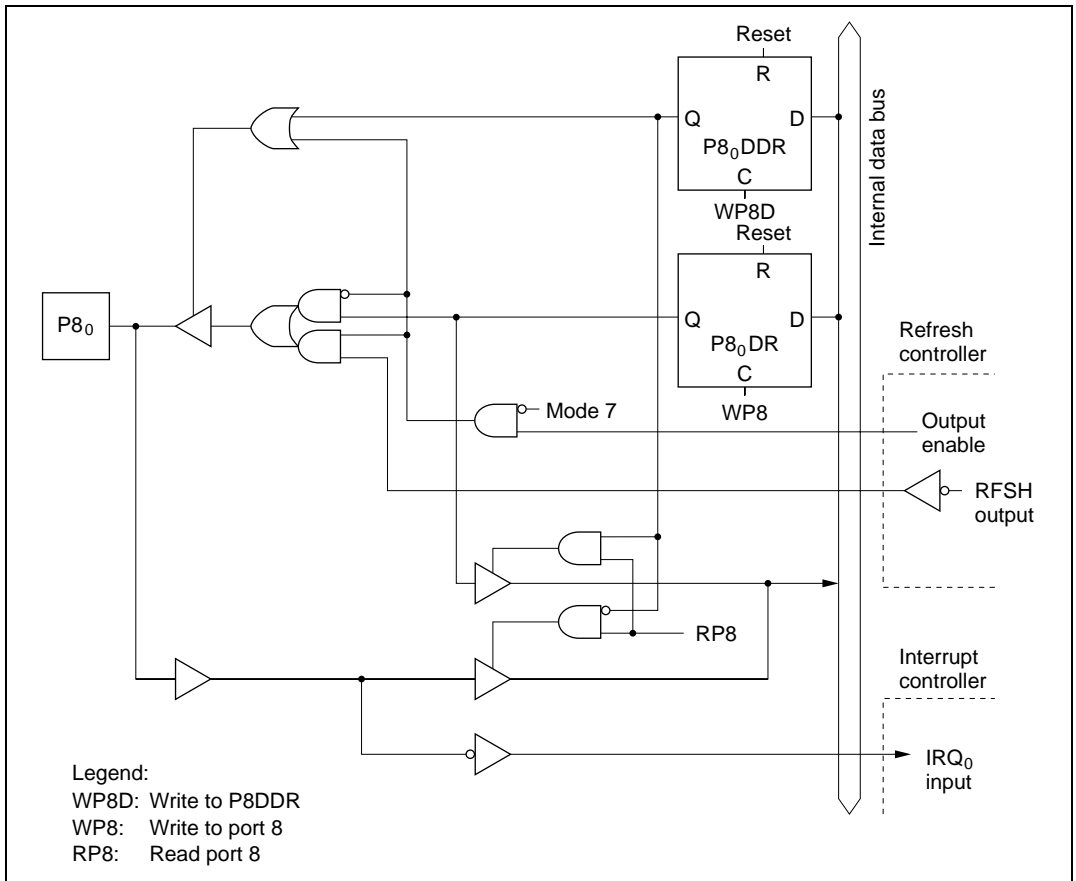 Reset
R
Q
D
P8₀DDR
C
WP8D
Internal data bus
Reset
R
Q
D
P8₀DR
C
WP8
P8₀
Refresh
controller
Mode 7
Output
enable
RFSH
output
RP8
Interrupt
controller
IRQ₀
input
Legend:
WP8D: Write to P8DDR
WP8: Write to port 8
RP8: Read port 8